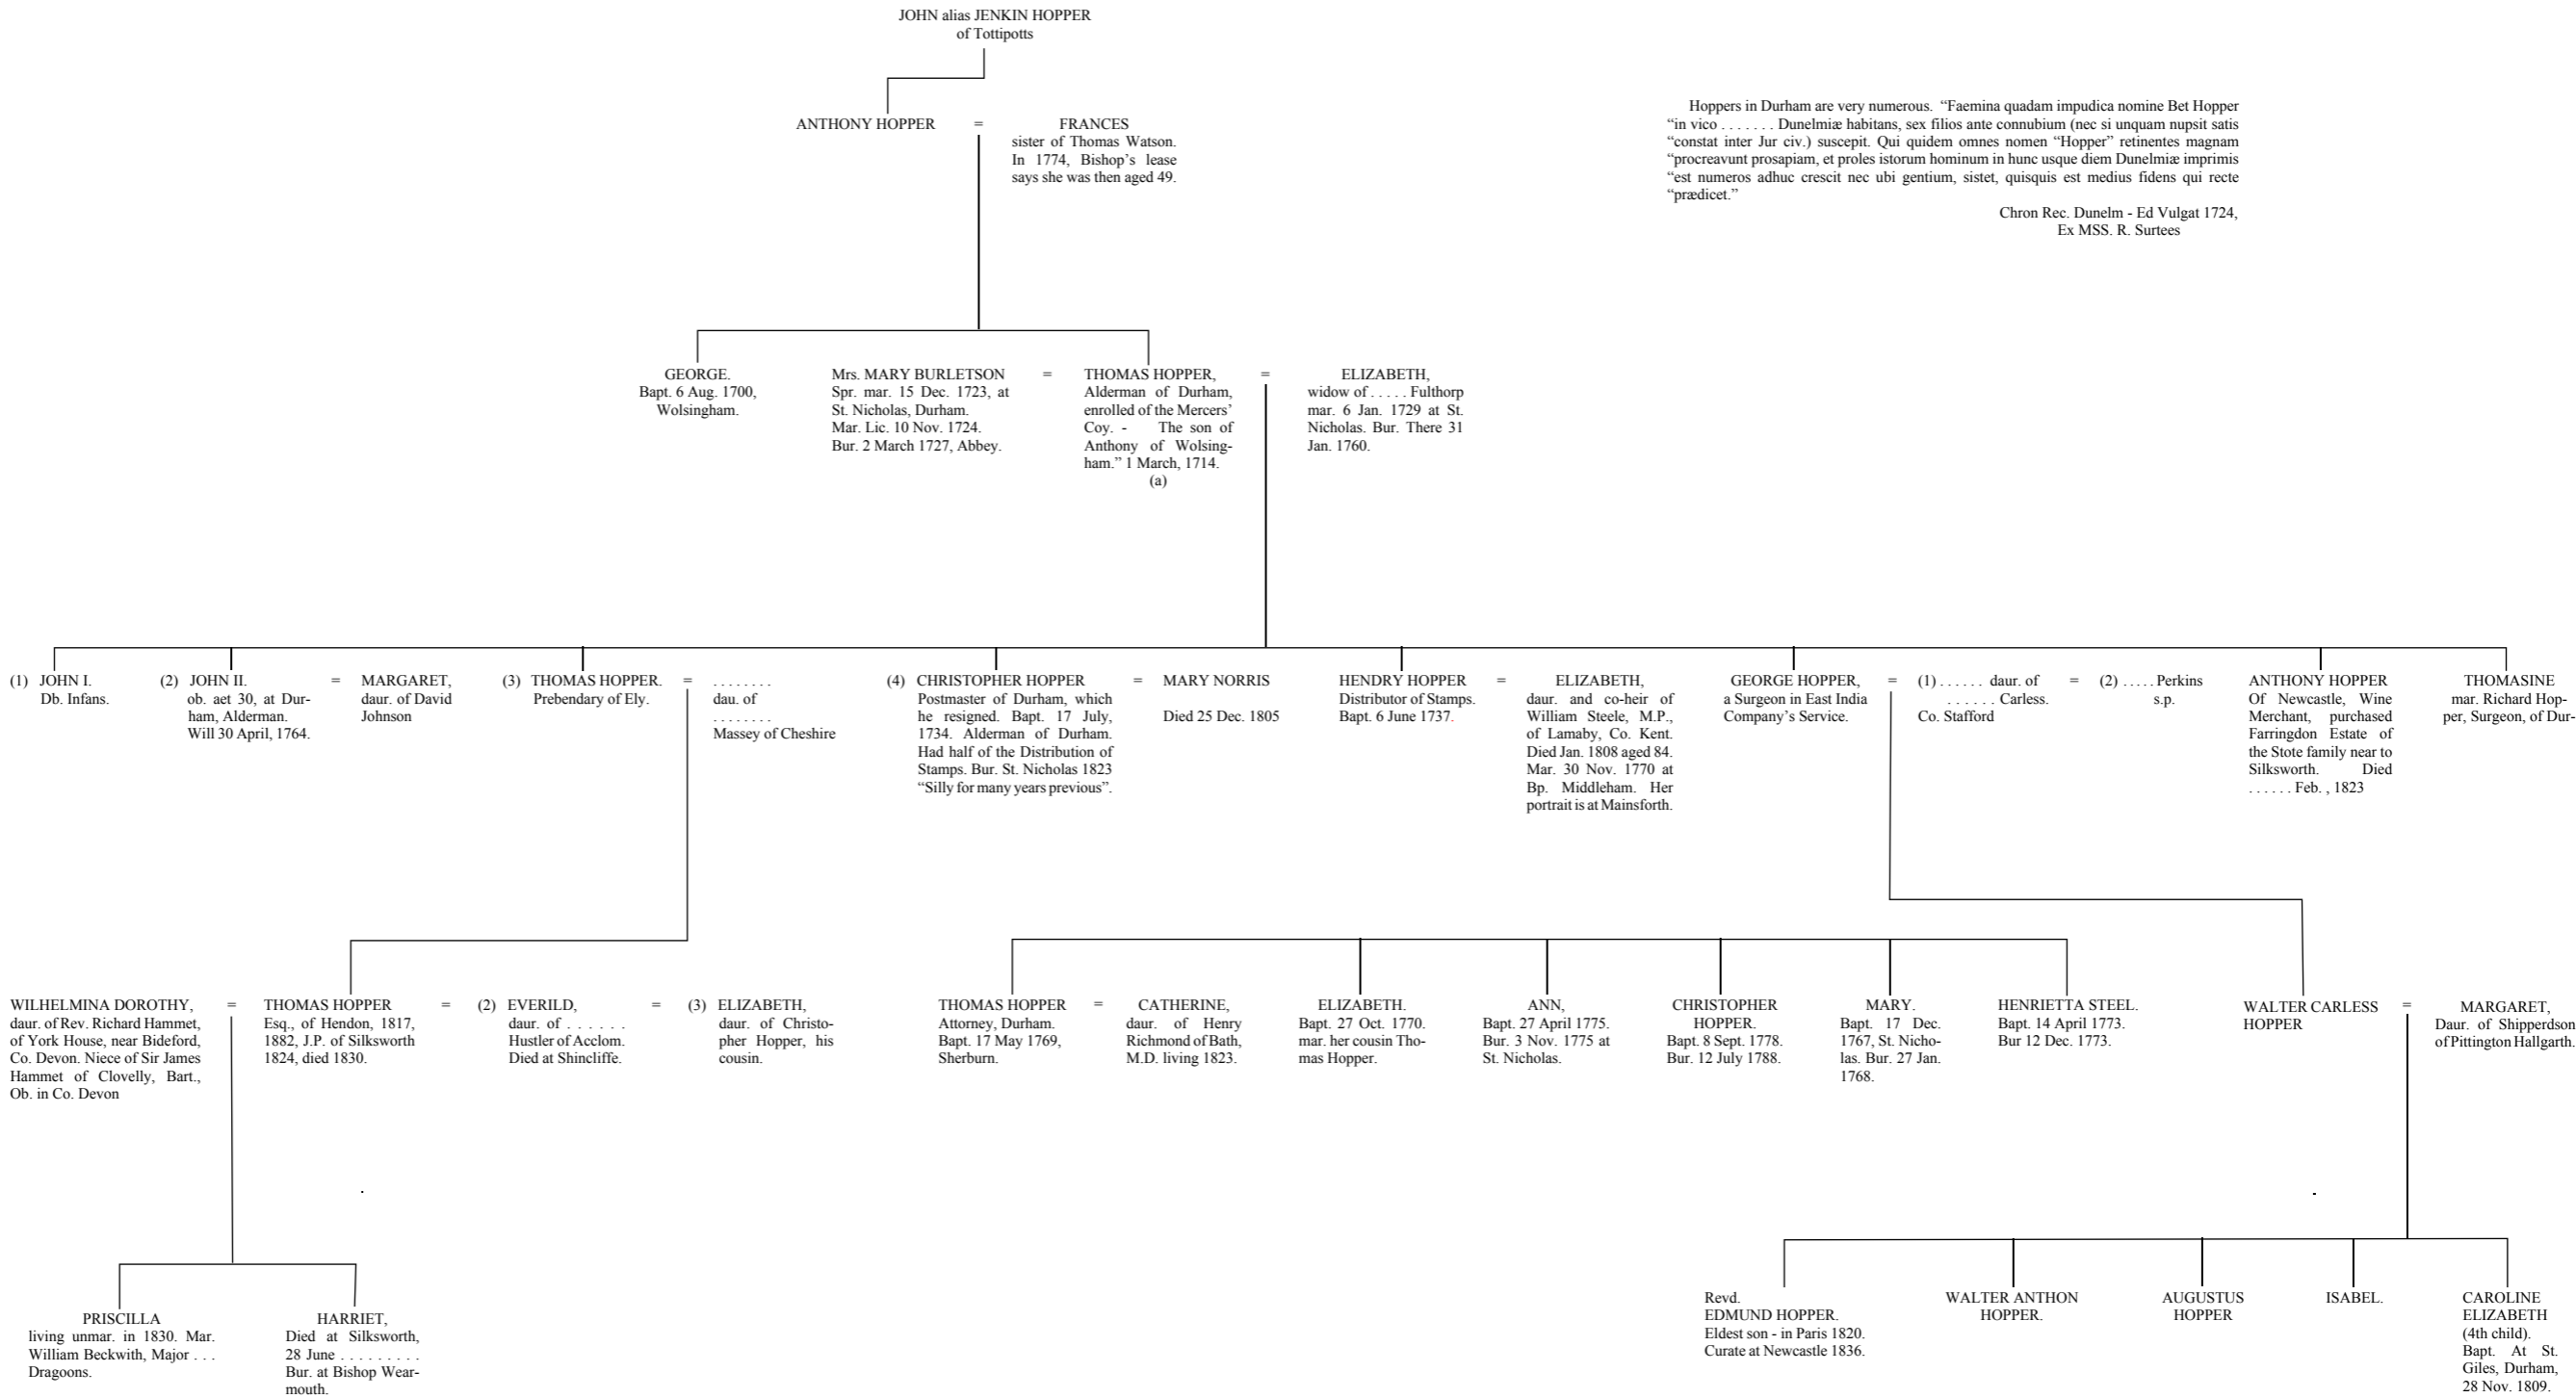 JOHN alias JENKIN HOPPER
of Tottipotts
Hoppers in Durham are very numerous. “Faemina quadam impudica nomine Bet Hopper
“in vico . . . . . . . Dunelmiæ habitans, sex filios ante connubium (nec si unquam nupsit satis
“constat inter Jur civ.) suscepit. Qui quidem omnes nomen “Hopper” retinentes magnam
“procreavunt prosapiam, et proles istorum hominum in hunc usque diem Dunelmiæ imprimis
“est numeros adhuc crescit nec ubi gentium, sistet, quisquis est medius fidens qui recte
“prædicet.”
Chron Rec. Dunelm - Ed Vulgat 1724,
Ex MSS. R. Surtees
ANTHONY HOPPER
=
FRANCES
sister of Thomas Watson.
In 1774, Bishop’s lease
says she was then aged 49.
GEORGE.
Bapt. 6 Aug. 1700,
Wolsingham.
Mrs. MARY BURLETSON
Spr. mar. 15 Dec. 1723, at
St. Nicholas, Durham.
Mar. Lic. 10 Nov. 1724.
Bur. 2 March 1727, Abbey.
=
THOMAS HOPPER,
Alderman of Durham,
enrolled of the Mercers’
Coy. - The son of
Anthony of Wolsing-
ham.” 1 March, 1714.
(a)
=
ELIZABETH,
widow of . . . . . Fulthorp
mar. 6 Jan. 1729 at St.
Nicholas. Bur. There 31
Jan. 1760.
(1) JOHN I.
Db. Infans.
(2) JOHN II.
ob. aet 30, at Dur-
ham, Alderman.
Will 30 April, 1764.
=
MARGARET,
daur. of David
Johnson
(3) THOMAS HOPPER.
Prebendary of Ely.
=
. . . . . . . .
dau. of
. . . . . . . .
Massey of Cheshire
(4) CHRISTOPHER HOPPER
Postmaster of Durham, which
he resigned. Bapt. 17 July,
1734. Alderman of Durham.
Had half of the Distribution of
Stamps. Bur. St. Nicholas 1823
“Silly for many years previous”.
=
MARY NORRIS
Died 25 Dec. 1805
HENDRY HOPPER
Distributor of Stamps.
Bapt. 6 June 1737.
=
ELIZABETH,
daur. and co-heir of
William Steele, M.P.,
of Lamaby, Co. Kent.
Died Jan. 1808 aged 84.
Mar. 30 Nov. 1770 at
Bp. Middleham. Her
portrait is at Mainsforth.
GEORGE HOPPER,
a Surgeon in East India
Company’s Service.
=
(1) . . . . . . daur. of
. . . . . . Carless.
Co. Stafford
=
(2) . . . . . Perkins
s.p.
ANTHONY HOPPER
Of Newcastle, Wine
Merchant, purchased
Farringdon Estate of
the Stote family near to
Silksworth. Died
. . . . . . Feb. , 1823
THOMASINE
mar. Richard Hop-
per, Surgeon, of Dur-
WILHELMINA DOROTHY,
daur. of Rev. Richard Hammet,
of York House, near Bideford,
Co. Devon. Niece of Sir James
Hammet of Clovelly, Bart.,
Ob. in Co. Devon
=
THOMAS HOPPER
Esq., of Hendon, 1817,
1882, J.P. of Silksworth
1824, died 1830.
=
(2) EVERILD,
daur. of . . . . . .
Hustler of Acclom.
Died at Shincliffe.
=
(3) ELIZABETH,
daur. of Christo-
pher Hopper, his
cousin.
THOMAS HOPPER
Attorney, Durham.
Bapt. 17 May 1769,
Sherburn.
=
CATHERINE,
daur. of Henry
Richmond of Bath,
M.D. living 1823.
ELIZABETH.
Bapt. 27 Oct. 1770.
mar. her cousin Tho-
mas Hopper.
ANN,
Bapt. 27 April 1775.
Bur. 3 Nov. 1775 at
St. Nicholas.
CHRISTOPHER
HOPPER.
Bapt. 8 Sept. 1778.
Bur. 12 July 1788.
MARY.
Bapt. 17 Dec.
1767, St. Nicho-
las. Bur. 27 Jan.
1768.
HENRIETTA STEEL.
Bapt. 14 April 1773.
Bur 12 Dec. 1773.
WALTER CARLESS
HOPPER
=
MARGARET,
Daur. of Shipperdson
of Pittington Hallgarth.
PRISCILLA
living unmar. in 1830. Mar.
William Beckwith, Major . . .
Dragoons.
HARRIET,
Died at Silksworth,
28 June . . . . . . . . .
Bur. at Bishop Wear-
mouth.
Revd.
EDMUND HOPPER.
Eldest son - in Paris 1820.
Curate at Newcastle 1836.
WALTER ANTHON
HOPPER.
AUGUSTUS
HOPPER
ISABEL.
CAROLINE
ELIZABETH
(4th child).
Bapt. At St.
Giles, Durham,
28 Nov. 1809.